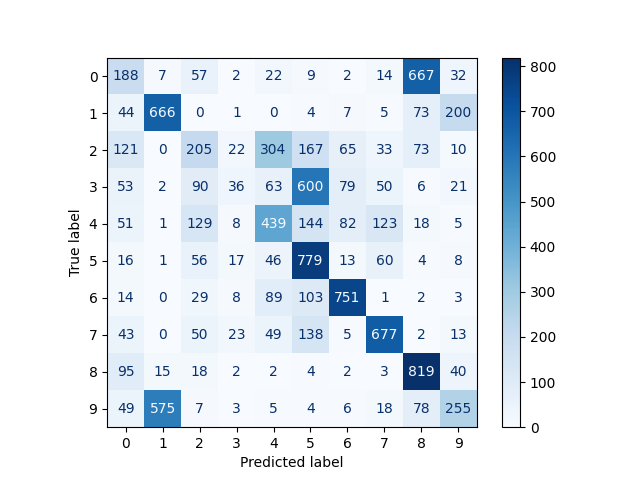 0 188 7 57 2 22 9 2 14 667 32
1 44 666 0 1 0 4 7 5 73 200
2 121 0 205 22 304 167 65 33 73 10
3 53 2 90 36 63 600 79 50 6 21
4 51 1 129 8 439 144 82 123 18 5
5 16 1 56 17 46 779 13 60 4 8
6 14 0 29 8 89 103 751 1 2 3
7 43 0 50 23 49 138 5 677 2 13
8 95 15 18 2 2 4 2 3 819 40
9 49 575 7 3 5 4 6 18 78 255
0 1 2 3 4 5 6 7 8 9
Predicted label
True label
800
700
600
500
400
300
200
100
0